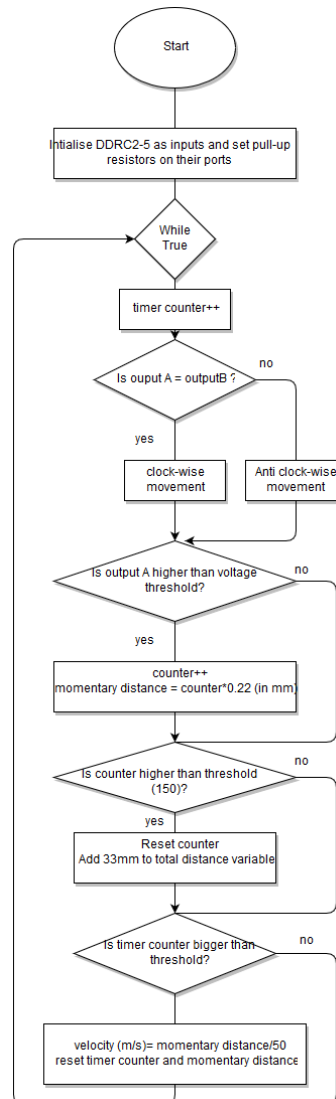 Start
Intialise DDRC2-5 as inputs and set pull-up
resistors on their ports
While
True
timer counter++
Is ouput A = outputB ?
no
yes
clock-wise
movement
Anti clock-wise
movement
Is output A higher than voltage
threshold?
no
yes
counter++
momentary distance = counter*0.22 (in mm)
Is counter higher than threshold
(150)?
no
yes
Reset counter
Add 33mm to total distance variable
Is timer counter bigger than
threshold?
no
velocity (m/s)= momentary distance/50
reset timer counter and momentary distance